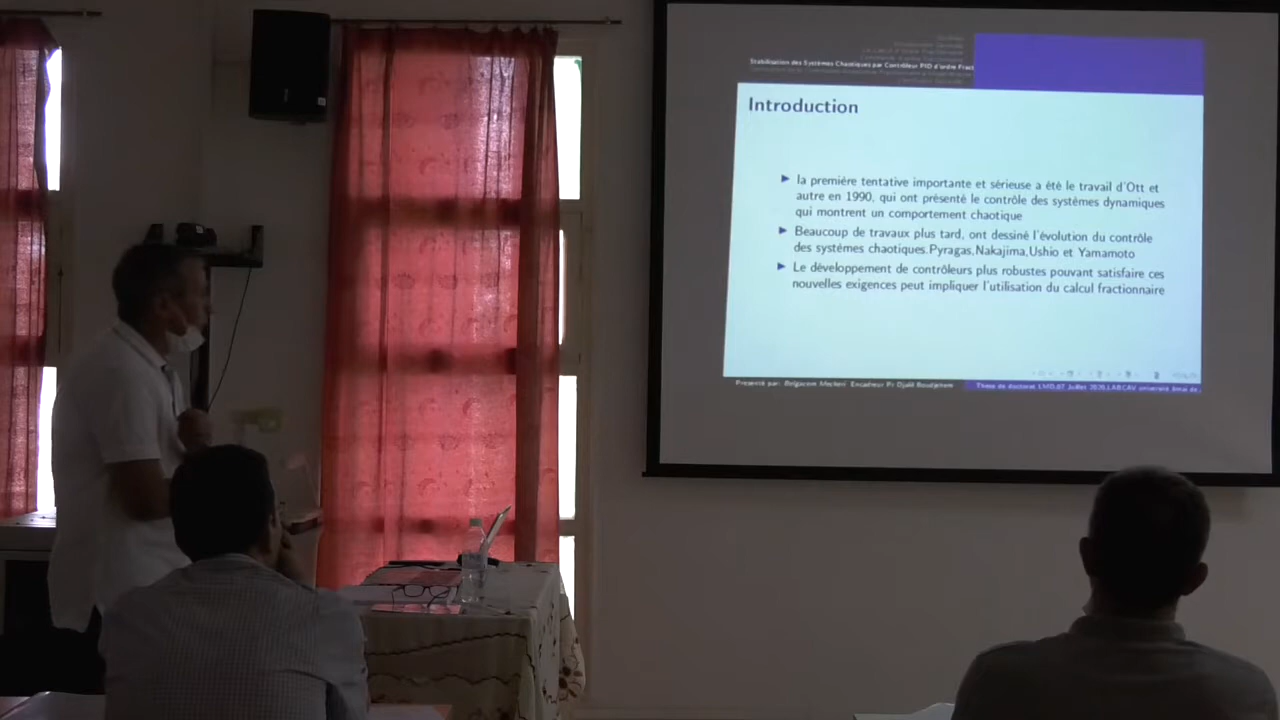 Stabilisation des Systèmes Chaotiques par Contrôleur PID d'ordre Fract
Introduction
la première tentative importante et sérieuse a été le travail d'Ott et
autre en 1990, qui ont présenté le contrôle des systèmes dynamiques
qui montrent un comportement chaotique
Beaucoup de travaux plus tard, ont dessiné l'évolution du contrôle
des systèmes chaotiques.Pyragas,Nakajima,Ushio et Yamamoto
Le développement de contrôleurs plus robustes pouvant satisfaire ces
nouvelles exigences peut impliquer l'utilisation du calcul fractionnaire
Presenté par: Belgacem Mecheri Encadreur Pr Djalil Boudjehem
Thèse de doctorat LMD,07 Juillet 2020,LABCAV université